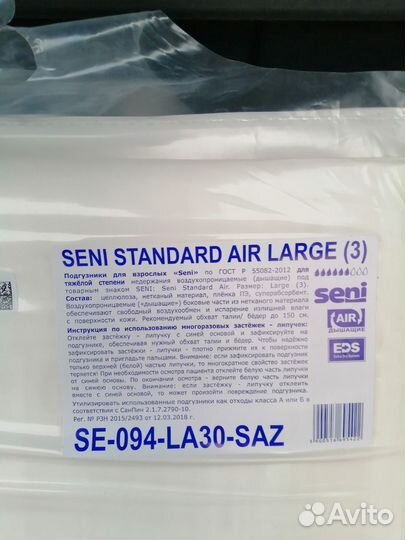 SENI STANDARD AIR LARGE (3)
Подгузники для взрослых «Seni» по ГОСТ Р 55082-2012 для
тяжёлой степени недержания воздухопроницаемые (дышащие) под
товарным знаком SENI: Seni Standard Air. Размер: Large (3).
Состав: целлюлоза, нетканый материал, плёнка ПЭ, суперабсорбент.
Воздухопроницаемые («дышащие») боковые части из нетканого материала
обеспечивают свободный воздухообмен и испарение излишней влаги
с поверхности кожи. Рекомендуемый обхват талии/ бёдер до 150 см.
seni
(AIR)
ДЫШАЩИЕ
EDS
Инструкция по использованию многоразовых застёжек - липучек:
Отклейте застёжку - липучку с синей основой и зафиксируйте на
подгузнике, обеспечивая нужный обхват талии/ бёдер. Чтобы надёжно
зафиксировать застёжки - липучки - плотно прижмите их к поверхности
подгузника и пригладьте пальцами. Внимание: если зафиксировать застёжки
только верхней (белой) частью липучки, то многократное свойство застёжек
теряется! При необходимости осмотра пациента отклейте белую часть липучки
от синей основы. После осмотра - верните белую часть липучки
на синюю основу. Внимание: если застёжку - липучку отклеить
вместе с синей основой, то может произойти повреждение подгузника.
Утилизировать использованные подгузники как отходы класса А или Б в
соответствии с СанПин 2.1.7.2790-10.
Рег. № РЗН 2015/2493 от 12.03.2018 г.
SE-094-LA30-SAZ
Avito